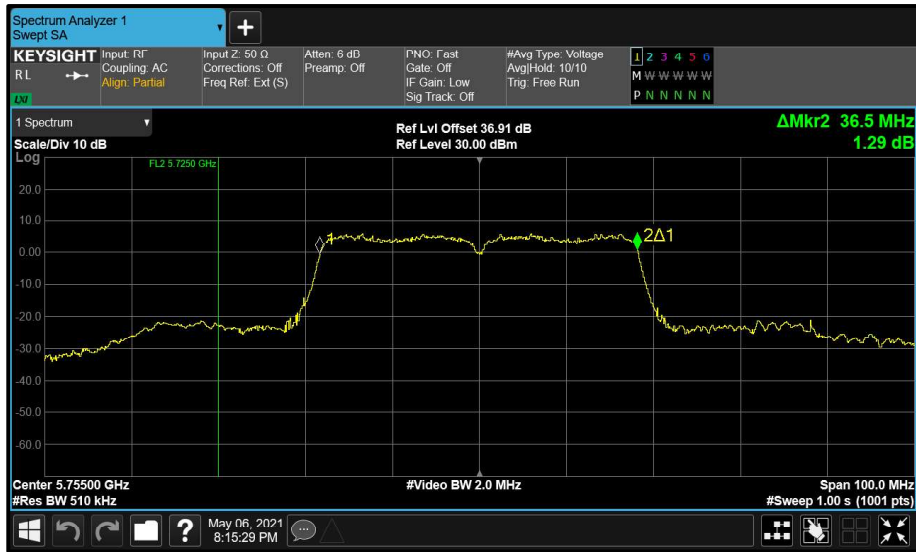 Spectrum Analyzer 1
Swept SA
+
KEYSIGHT
RL
LXI
Input: RF
Coupling: AC
Align: Partial
Input Z: 50 Ω
Corrections: Off
Freq Ref: Ext (S)
Atten: 6 dB
Preamp: Off
PNO: Fast
Gate: Off
IF Gain: Low
Sig Track: Off
#Avg Type: Voltage
Avg|Hold: 10/10
Trig: Free Run
1 2 3 4 5 6
M W W W W W
P N N N N N
1 Spectrum
Scale/Div 10 dB
Ref Lvl Offset 36.91 dB
Ref Level 30.00 dBm
ΔMkr2 36.5 MHz
1.29 dB
Log
FL2 5.7250 GHz
20.0
10.0
0.00
-10.0
-20.0
-30.0
-40.0
-50.0
-60.0
1
2Δ1
Center 5.75500 GHz
#Video BW 2.0 MHz
Span 100.0 MHz
#Res BW 510 kHz
#Sweep 1.00 s (1001 pts)
?
May 06, 2021
8:15:29 PM